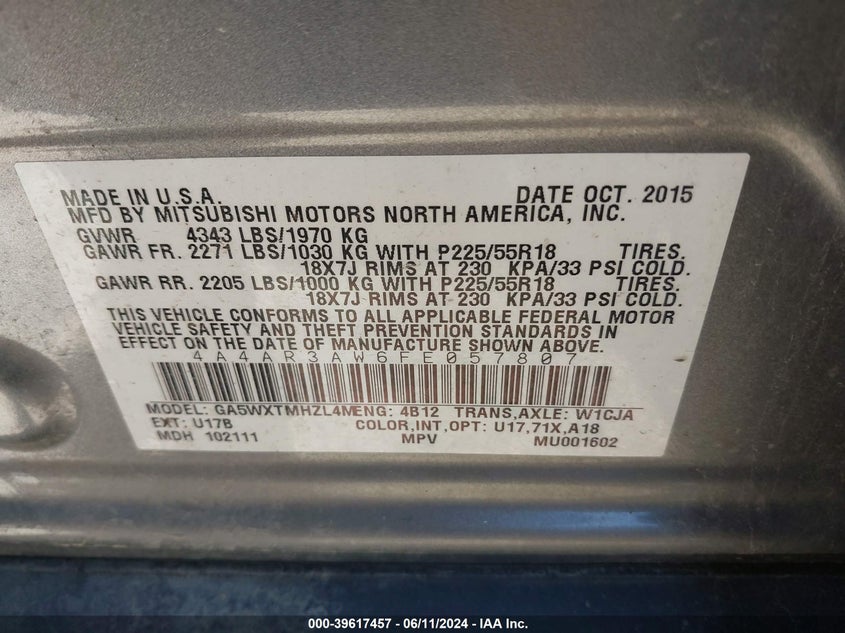 MADE IN U.S.A. DATE OCT. 2015
MFD BY MITSUBISHI MOTORS NORTH AMERICA, INC.
GVWR 4343 LBS/1970 KG
GAWR FR. 2271 LBS/1030 KG WITH P225/55R18 TIRES.
18X7J RIMS AT 230 KPA/33 PSI COLD.
GAWR RR. 2205 LBS/1000 KG WITH P225/55R18 TIRES.
18X7J RIMS AT 230 KPA/33 PSI COLD.
THIS VEHICLE CONFORMS TO ALL APPLICABLE FEDERAL MOTOR
VEHICLE SAFETY AND THEFT PREVENTION STANDARDS IN
EFFECT ON THE DATE OF MANUFACTURE SHOWN ABOVE.
4A4AR3AW6FE057807
MODEL: GA5WXTMHZL4MENG: 4B12 TRANS,AXLE: W1CJA
EXT: U17B COLOR,INT,OPT: U17,71X,A18
MDH 102111 MPV MU001602
000-39617457 - 06/11/2024 - IAA Inc.